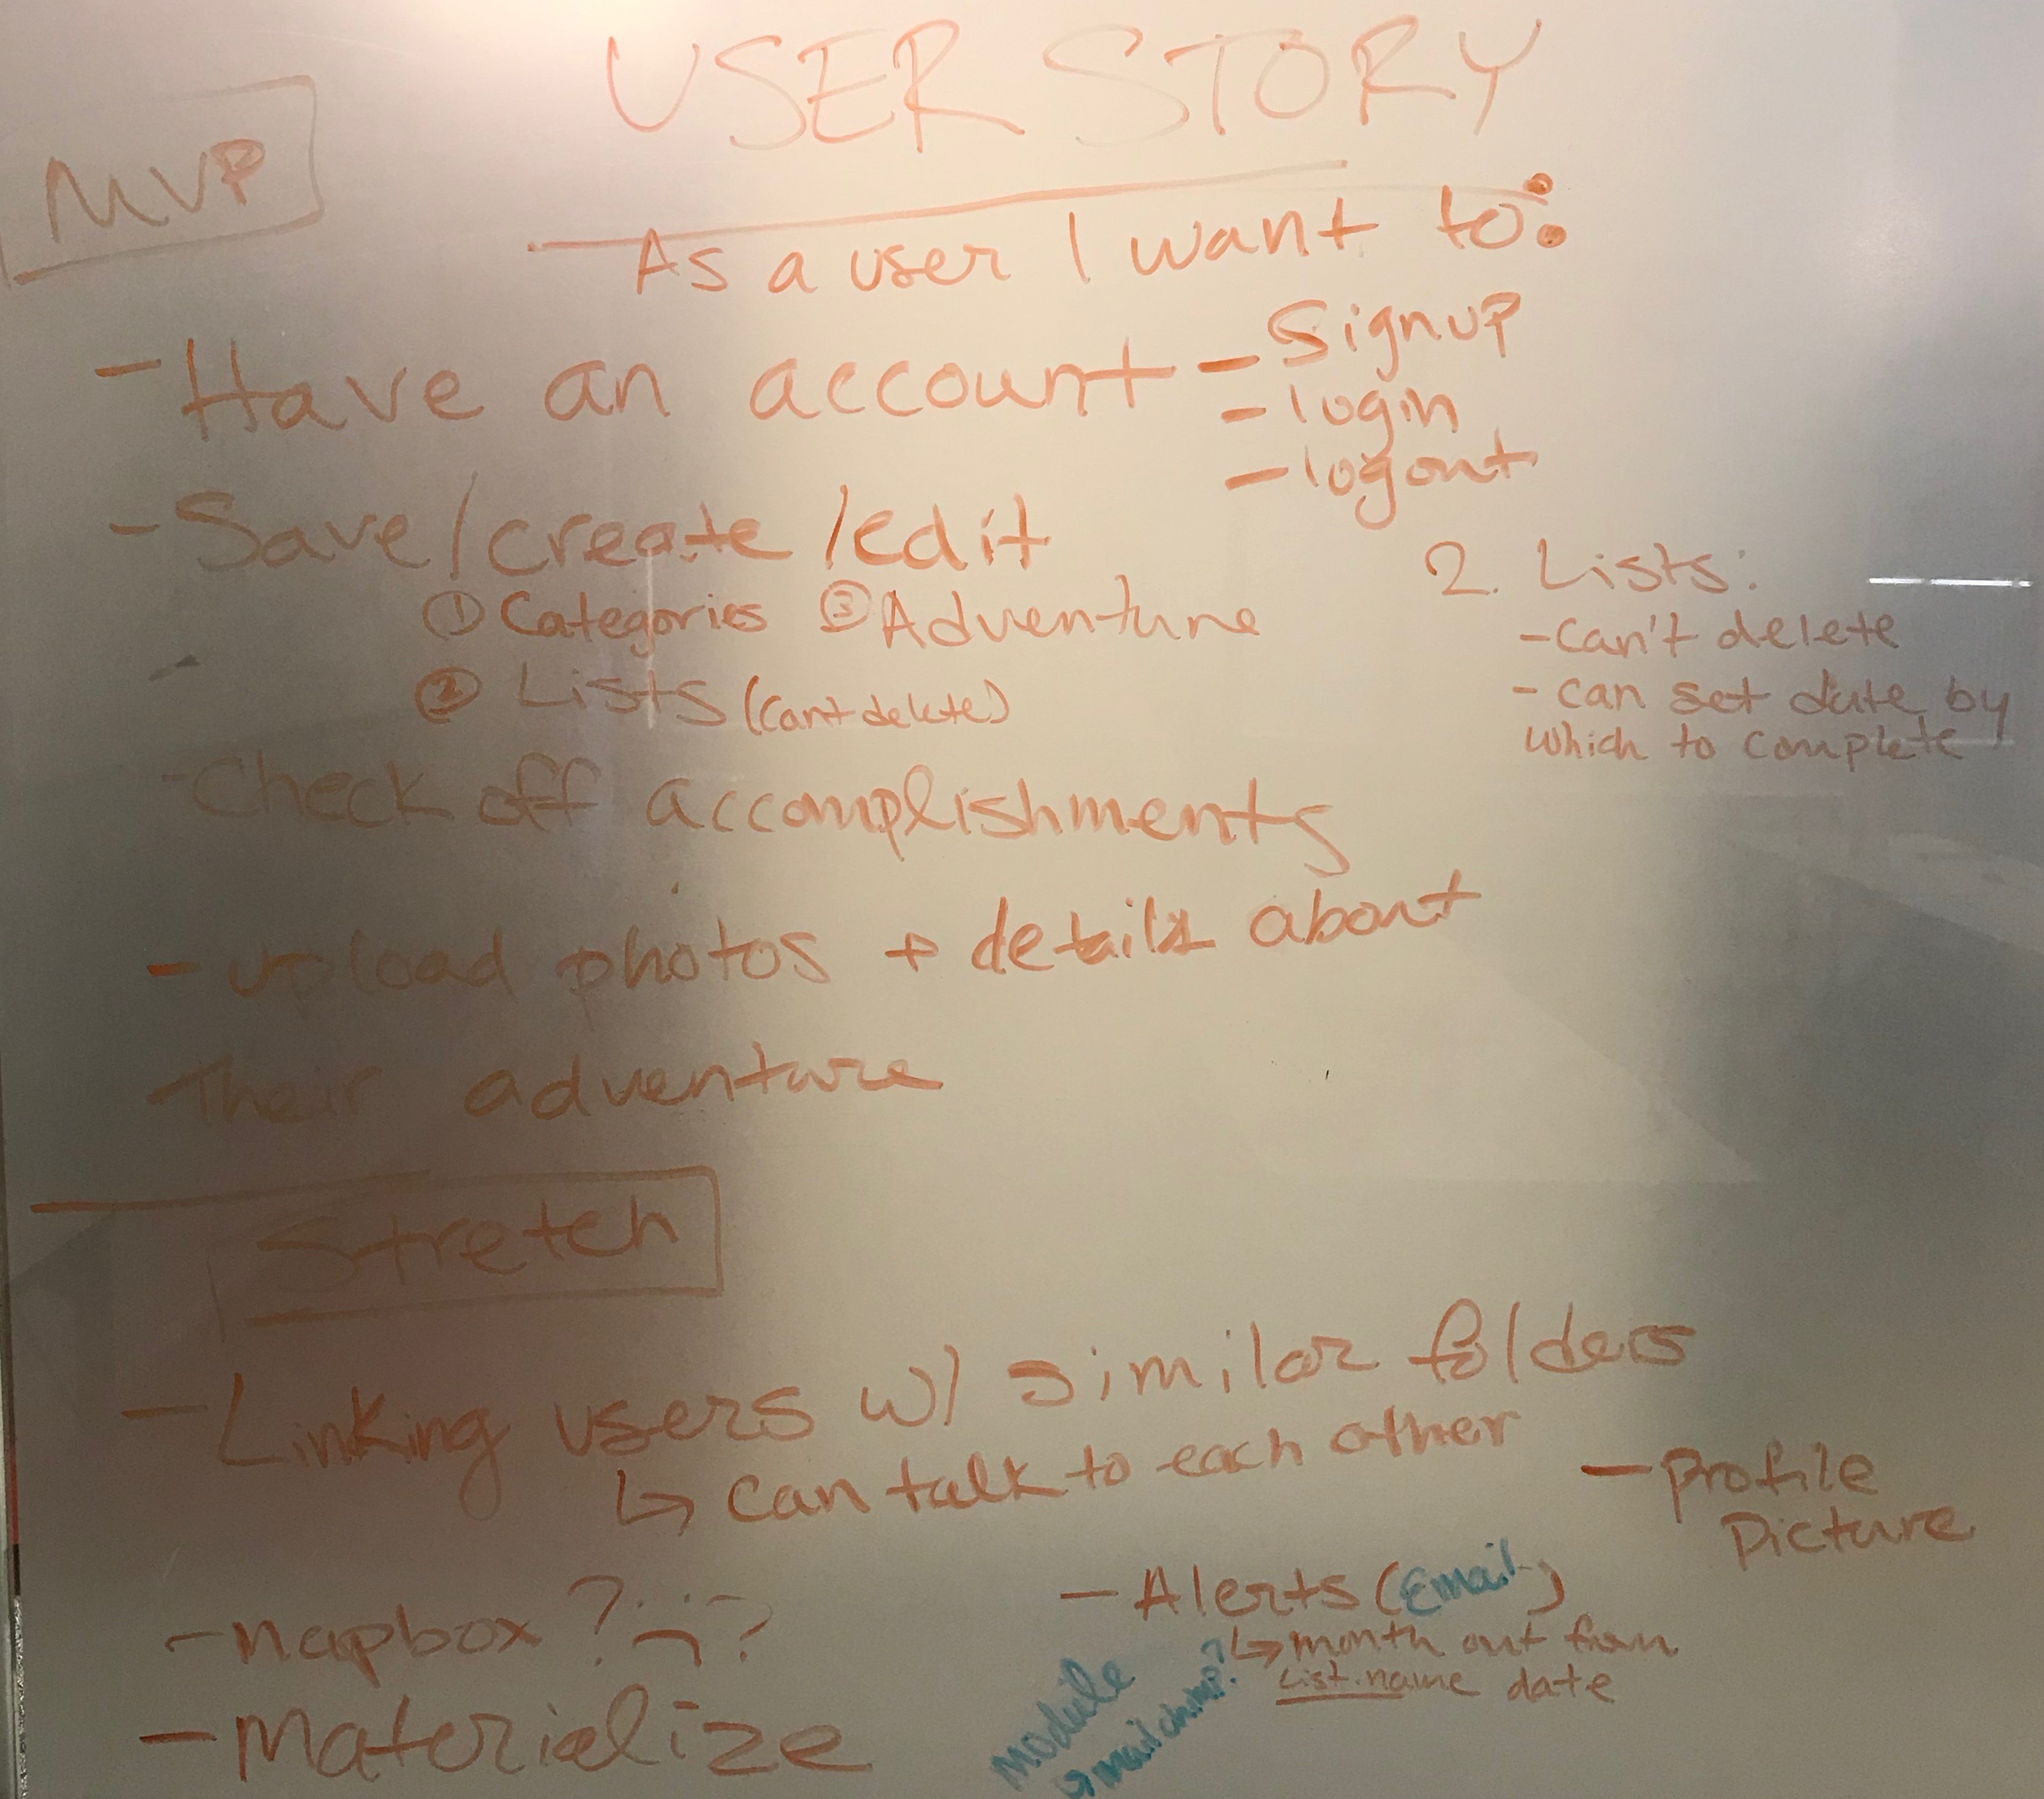 USER STORY
MVP
As a user I want to:
- Have an account - Signup
- login
- logout
- Save/create/edit
① Categories ③ Adventure
② Lists (Cant delete)
2. Lists:
- Can't delete
- Can set date by
which to complete
- Check off accomplishments
- upload photos + details about
their adventure
Stretch
- Linking users w/ similar folders
↳ can talk to each other
- Profile
Picture
- Alerts (Email)
↳ month out from
List.name date
module
↳ mailchimp?
- mapbox ? :( ?
- Materialize